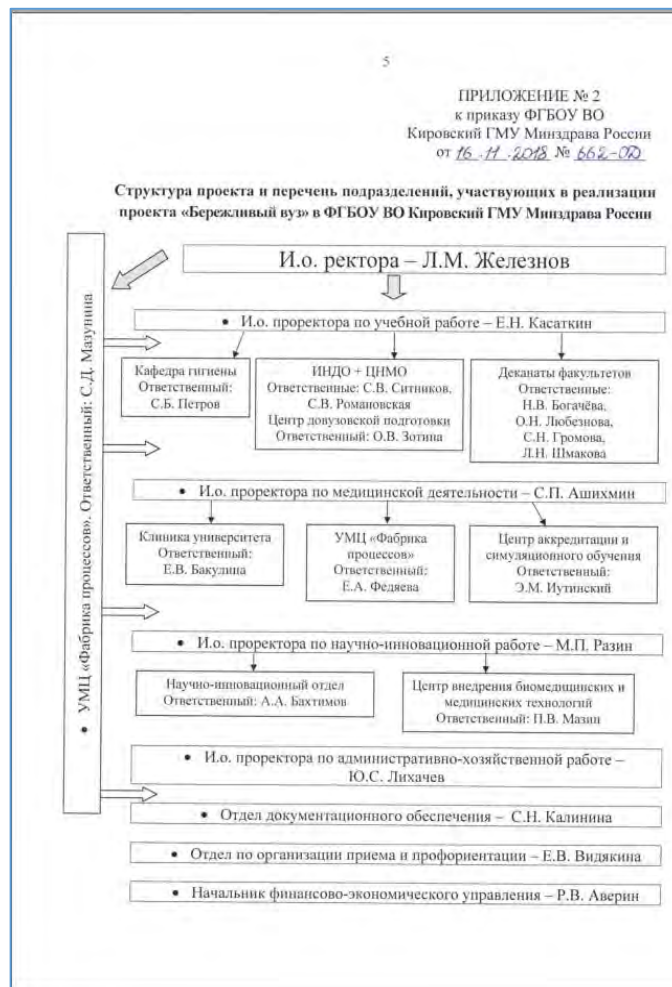 5
ПРИЛОЖЕНИЕ № 2
к приказу ФГБОУ ВО
Кировский ГМУ Минздрава России
от 16.11.2018 № 662-ОД
Структура проекта и перечень подразделений, участвующих в реализации
проекта «Бережливый вуз» в ФГБОУ ВО Кировский ГМУ Минздрава России
• УМЦ «Фабрика процессов». Ответственный: С.Д. Мазунина
И.о. ректора – Л.М. Железнов
• И.о. проректора по учебной работе – Е.Н. Касаткин
Кафедра гигиены
Ответственный:
С.Б. Петров
ИНДО + ЦНМО
Ответственные: С.В. Ситников,
С.В. Романовская
Центр довузовской подготовки
Ответственный: О.В. Зотина
Деканаты факультетов
Ответственные:
Н.В. Богачёва,
О.Н. Любезнова,
С.Н. Громова,
Л.Н. Шмакова
• И.о. проректора по медицинской деятельности – С.П. Ашихмин
Клиника университета
Ответственный:
Е.В. Бакулина
УМЦ «Фабрика
процессов»
Ответственный:
Е.А. Федяева
Центр аккредитации и
симуляционного обучения
Ответственный:
Э.М. Иутинский
• И.о. проректора по научно-инновационной работе – М.П. Разин
Научно-инновационный отдел
Ответственный: А.А. Бахтимов
Центр внедрения биомедицинских и
медицинских технологий
Ответственный: П.В. Мазин
• И.о. проректора по административно-хозяйственной работе –
Ю.С. Лихачев
• Отдел документационного обеспечения – С.Н. Калинина
• Отдел по организации приема и профориентации – Е.В. Видякина
• Начальник финансово-экономического управления – Р.В. Аверин